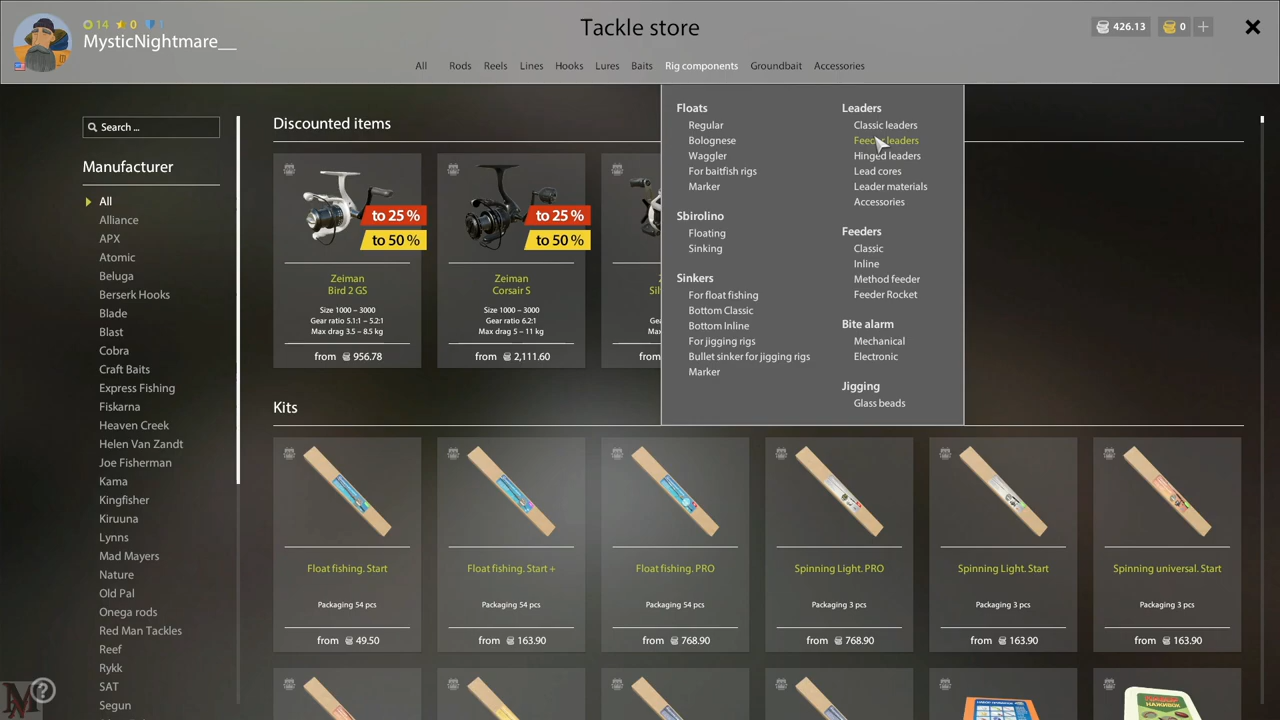 14 0 1
MysticNightmare__
Tackle store
426.13
0
All Rods Reels Lines Hooks Lures Baits Rig components Groundbait Accessories
Search ...
Manufacturer
All
Alliance
APX
Atomic
Beluga
Berserk Hooks
Blade
Blast
Cobra
Craft Baits
Express Fishing
Fiskarna
Heaven Creek
Helen Van Zandt
Joe Fisherman
Kama
Kingfisher
Kiruuna
Lynns
Mad Mayers
Nature
Old Pal
Onega rods
Red Man Tackles
Reef
Rykk
SAT
Segun
Discounted items
to 25 %
to 50 %
Zeiman
Bird 2 GS
Size 1000 – 3000
Gear ratio 5.1:1 – 5.2:1
Max drag 3.5 – 8.5 kg
from 956.78
to 25 %
to 50 %
Zeiman
Corsair S
Size 1000 – 3000
Gear ratio 6.2:1
Max drag 5 – 11 kg
from 2,111.60
Floats
Regular
Bolognese
Waggler
For baitfish rigs
Marker
Sbirolino
Floating
Sinking
Sinkers
For float fishing
Bottom Classic
Bottom Inline
For jigging rigs
Bullet sinker for jigging rigs
Marker
Leaders
Classic leaders
Feeder leaders
Hinged leaders
Lead cores
Leader materials
Accessories
Feeders
Classic
Inline
Method feeder
Feeder Rocket
Bite alarm
Mechanical
Electronic
Jigging
Glass beads
Kits
Float fishing. Start
Packaging 54 pcs
from 49.50
Float fishing. Start +
Packaging 54 pcs
from 163.90
Float fishing. PRO
Packaging 54 pcs
from 768.90
Spinning Light. PRO
Packaging 3 pcs
from 768.90
Spinning Light. Start
Packaging 3 pcs
from 163.90
Spinning universal. Start
Packaging 3 pcs
from 163.90